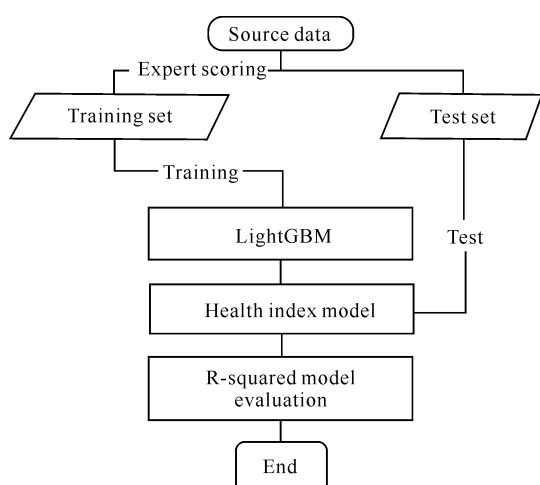 Source data
Expert scoring
Training set
Test set
Training
LightGBM
Test
Health index model
R-squared model
evaluation
End